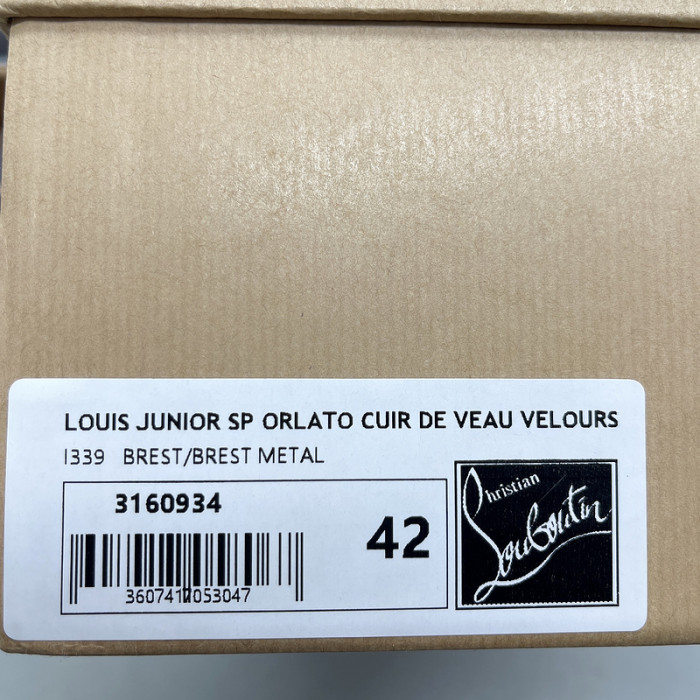 LOUIS JUNIOR SP ORLATO CUIR DE VEAU VELOURS
I339 BREST/BREST METAL
3160934
42
3607417053047
Christian
Louboutin